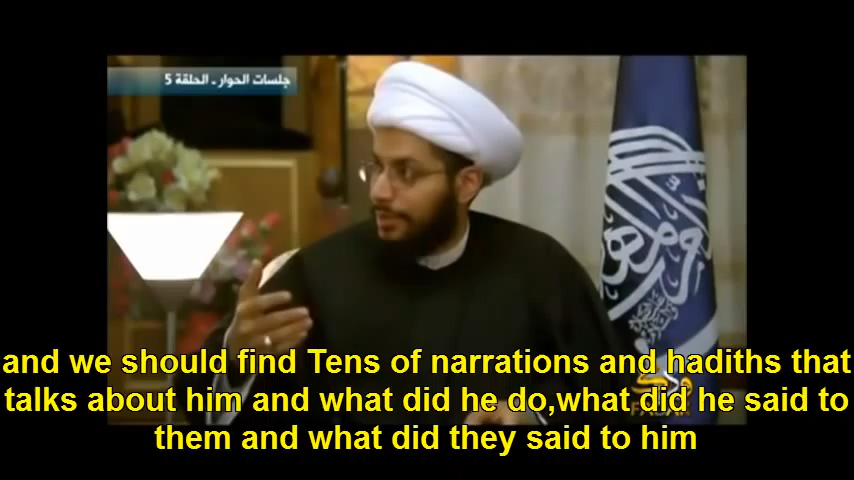 جلسات الحوار - الحلقة 5
and we should find Tens of narrations and hadiths that
talks about him and what did he do,what did he said to
them and what did they said to him